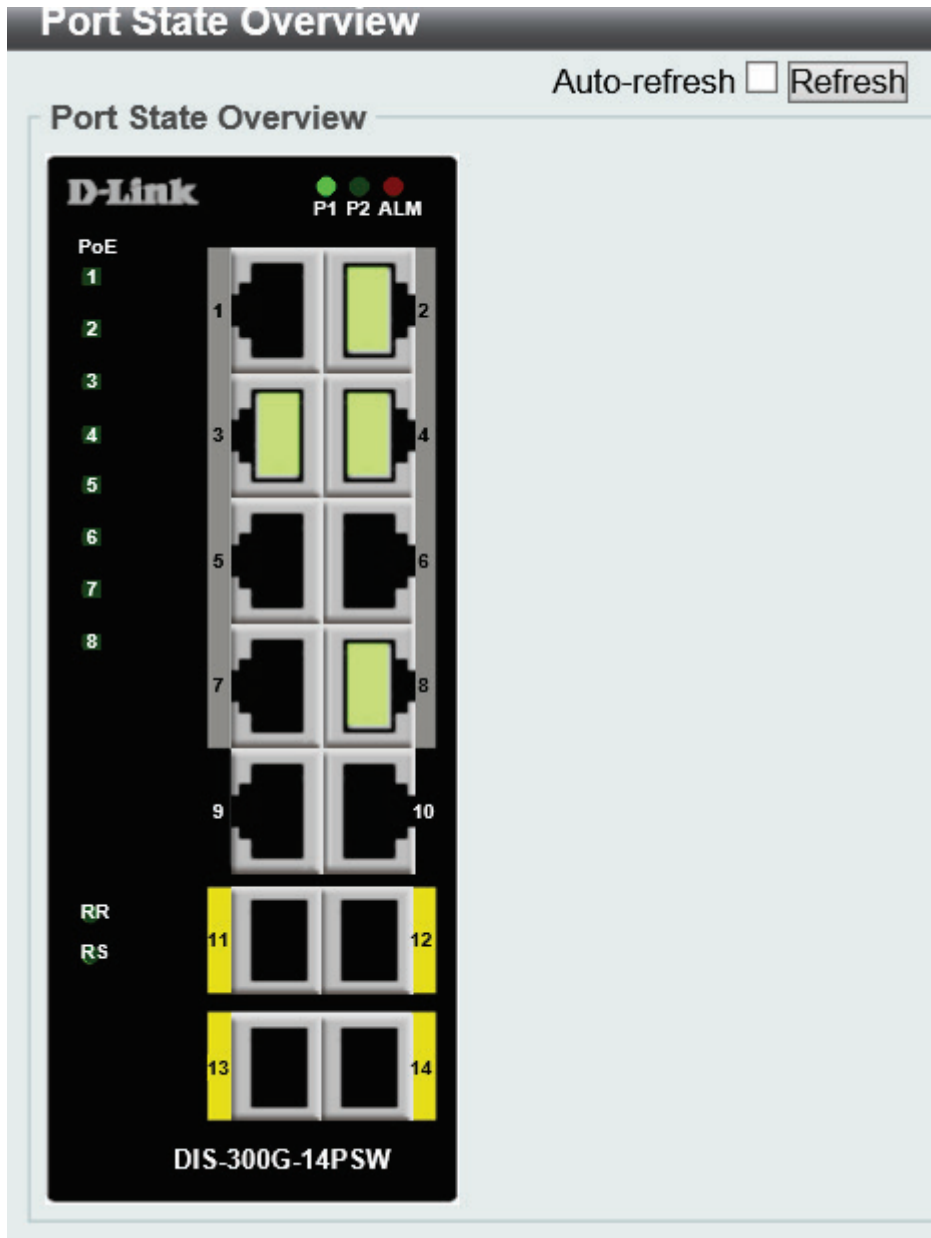 Port State Overview
Auto-refresh Refresh
Port State Overview
D-Link
P1 P2 ALM
PoE
1
2
3
4
5
6
7
8
1 2
3 4
5 6
7 8
9 10
RR
RS
11 12
13 14
DIS-300G-14PSW